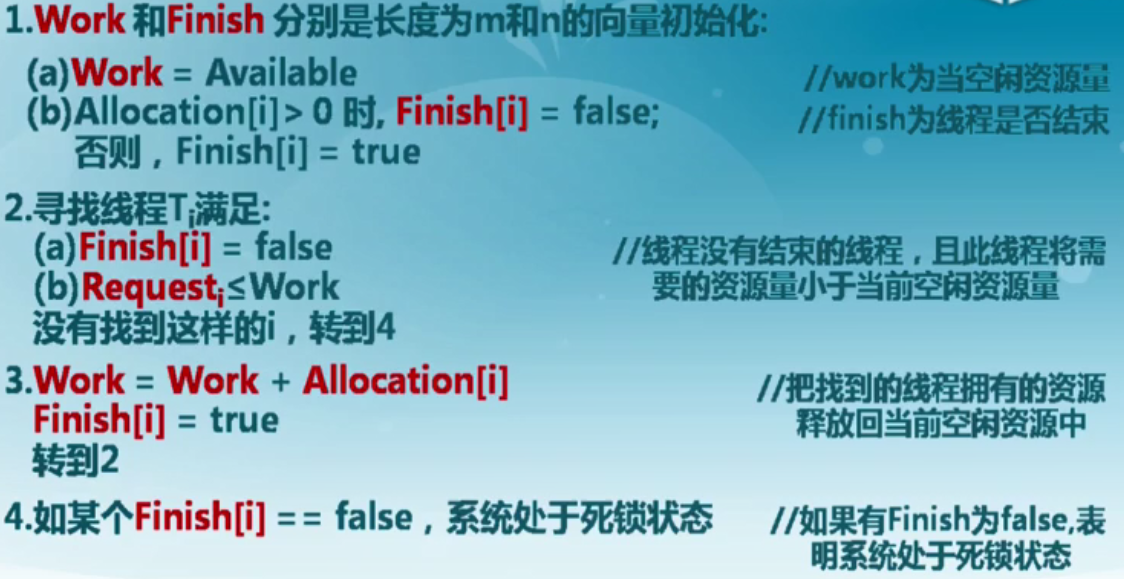 1.Work 和Finish 分别是长度为m和n的向量初始化:
(a)Work = Available
//work为当空闲资源量
(b)Allocation[i]> 0 时, Finish[i] = false;
//finish为线程是否结束
否则，Finish[i] = true
2.寻找线程Ti满足:
(a)Finish[i] = false
//线程没有结束的线程，且此线程将需
(b)Requesti≤Work
要的资源量小于当前空闲资源量
没有找到这样的i，转到4
3.Work = Work + Allocation[i]
//把找到的线程拥有的资源
Finish[i] = true
释放回当前空闲资源中
转到2
4.如某个Finish[i] == false，系统处于死锁状态
//如果有Finish为false,表
明系统处于死锁状态